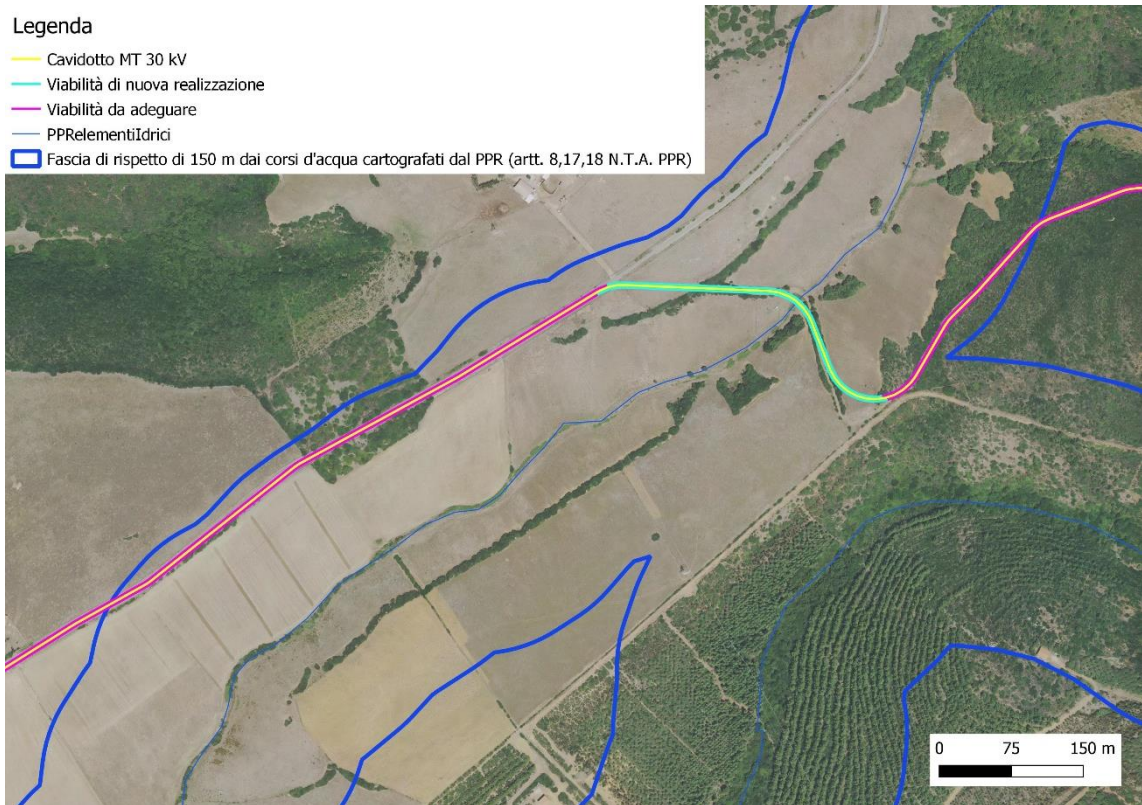 Legenda
Cavidotto MT 30 kV
Viabilità di nuova realizzazione
Viabilità da adeguare
PPRelementiIdrici
Fascia di rispetto di 150 m dai corsi d'acqua cartografati dal PPR (artt. 8,17,18 N.T.A. PPR)
0 75 150 m